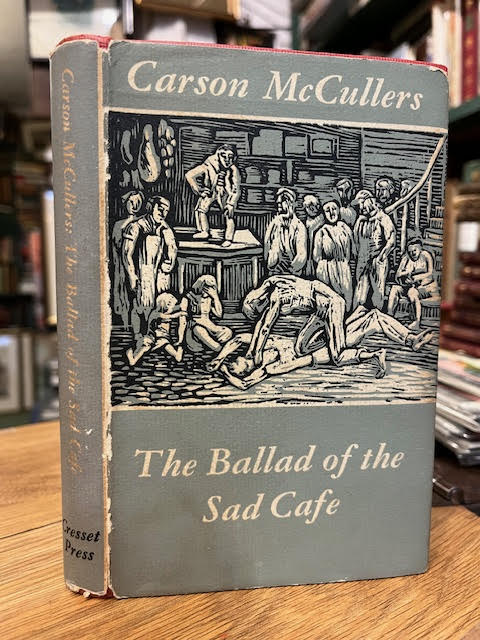 Carson McCullers
The Ballad of the
Sad Cafe
Carson McCullers: The Ballad of the Sad Cafe
Cresset
Press